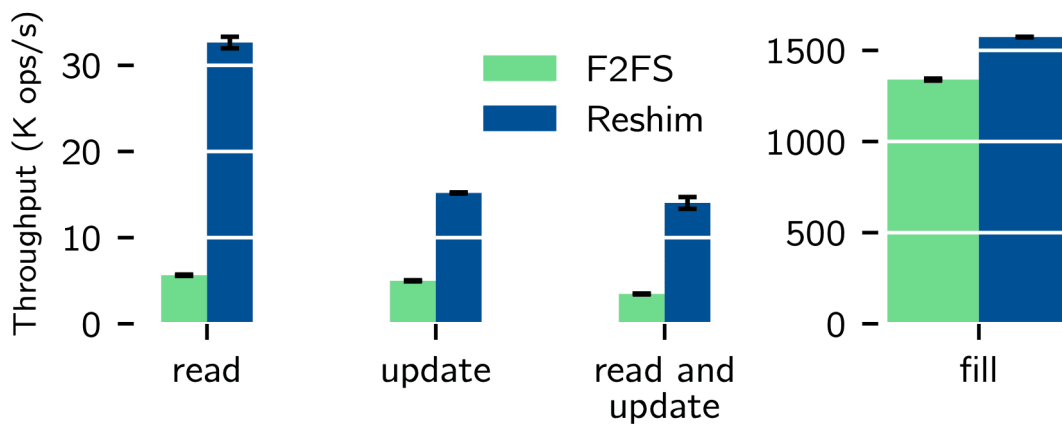 Throughput (K ops/s)
30
20
10
0
F2FS
Reshim
1500
1000
500
0
read
update
read and
update
fill